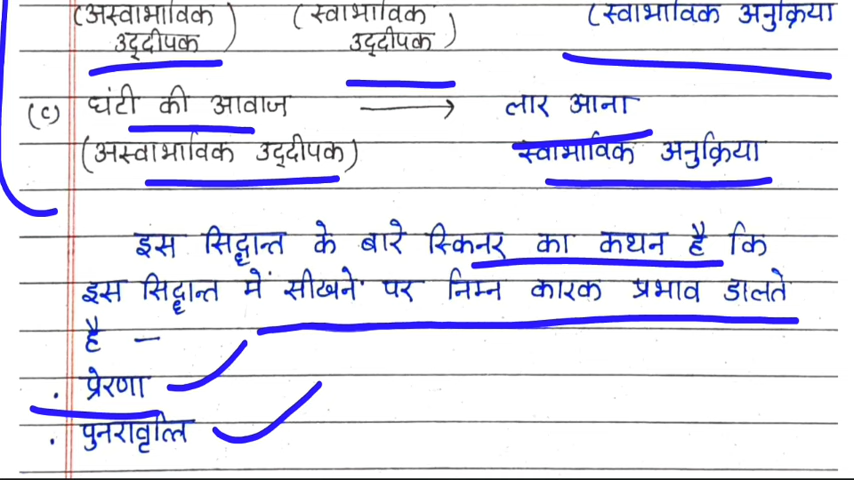 (अस्वाभाविक उद्दीपक) (स्वाभाविक उद्दीपक) (स्वाभाविक अनुक्रिया
(c) घंटी की आवाज ⟶ लार आना
(अस्वाभाविक उद्दीपक) स्वाभाविक अनुक्रिया
इस सिद्धान्त के बारे स्किनर का कथन है कि
इस सिद्धान्त में सीखने पर निम्न कारक प्रभाव डालते
है —
. प्रेरणा
. पुनरावृत्ति